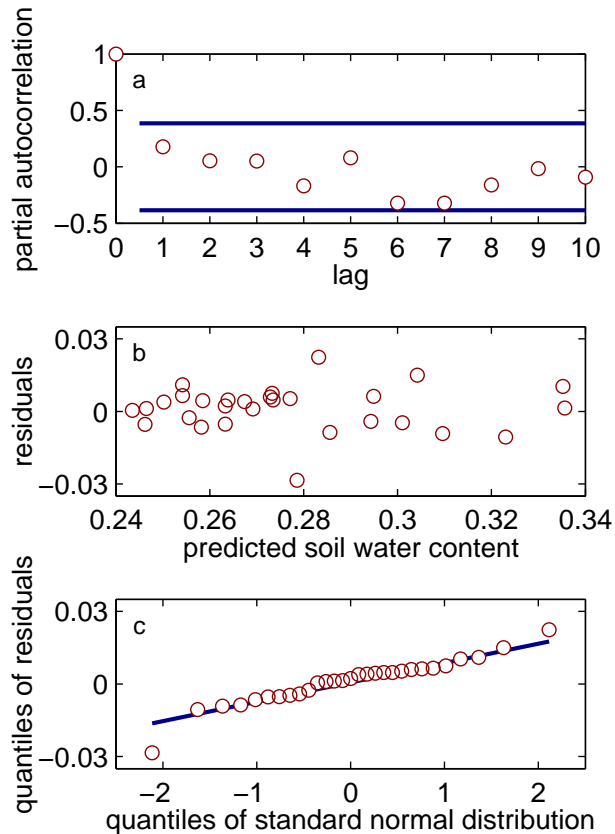 partial autocorrelation
1
0.5
0
−0.5
a
0 1 2 3 4 5 6 7 8 9 10
lag
residuals
0.03
0
−0.03
b
0.24 0.26 0.28 0.3 0.32 0.34
predicted soil water content
quantiles of residuals
0.03
0
−0.03
c
−2 −1 0 1 2
quantiles of standard normal distribution